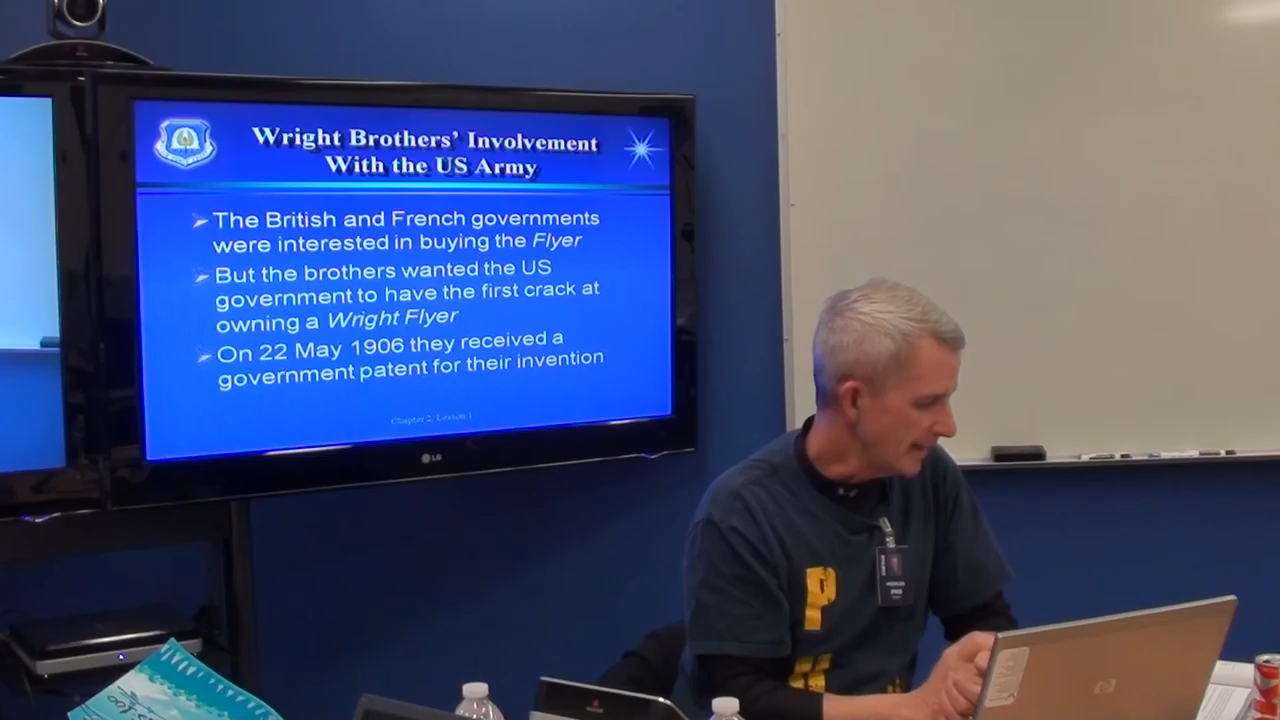 Wright Brothers' Involvement
With the US Army
The British and French governments
were interested in buying the Flyer
But the brothers wanted the US
government to have the first crack at
owning a Wright Flyer
On 22 May 1906 they received a
government patent for their invention
Chapter 2, Lesson 1
LG
P
H
hp